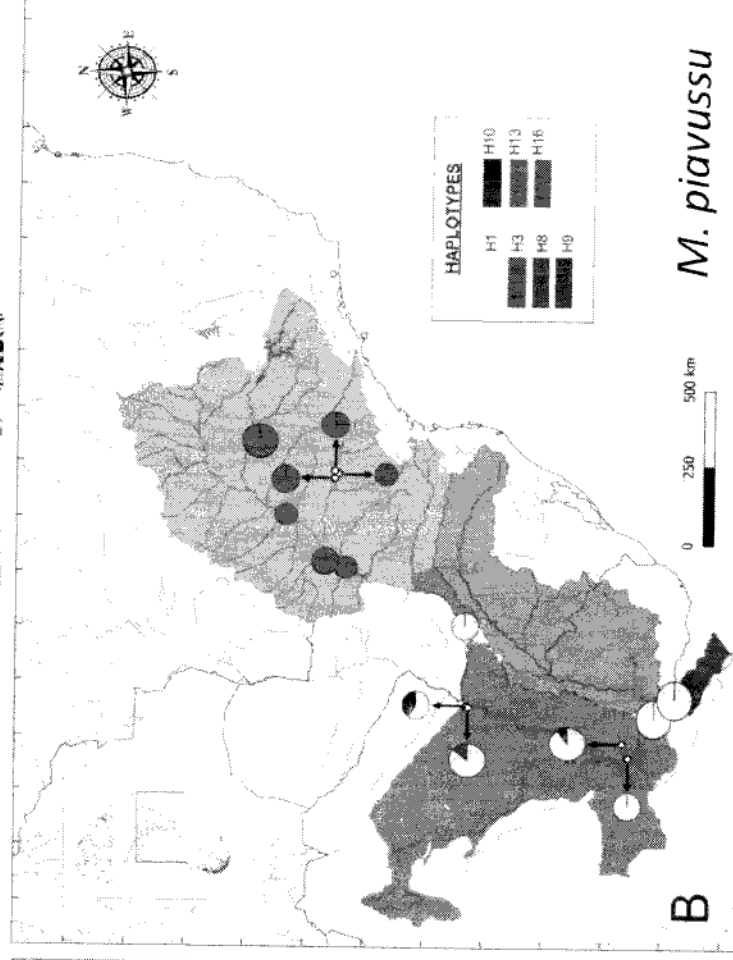 N
E
S
W
HAPLOTYPES
H1
H3
H8
H9
H10
H13
H16
0
250
500 km
M. piavussu
B